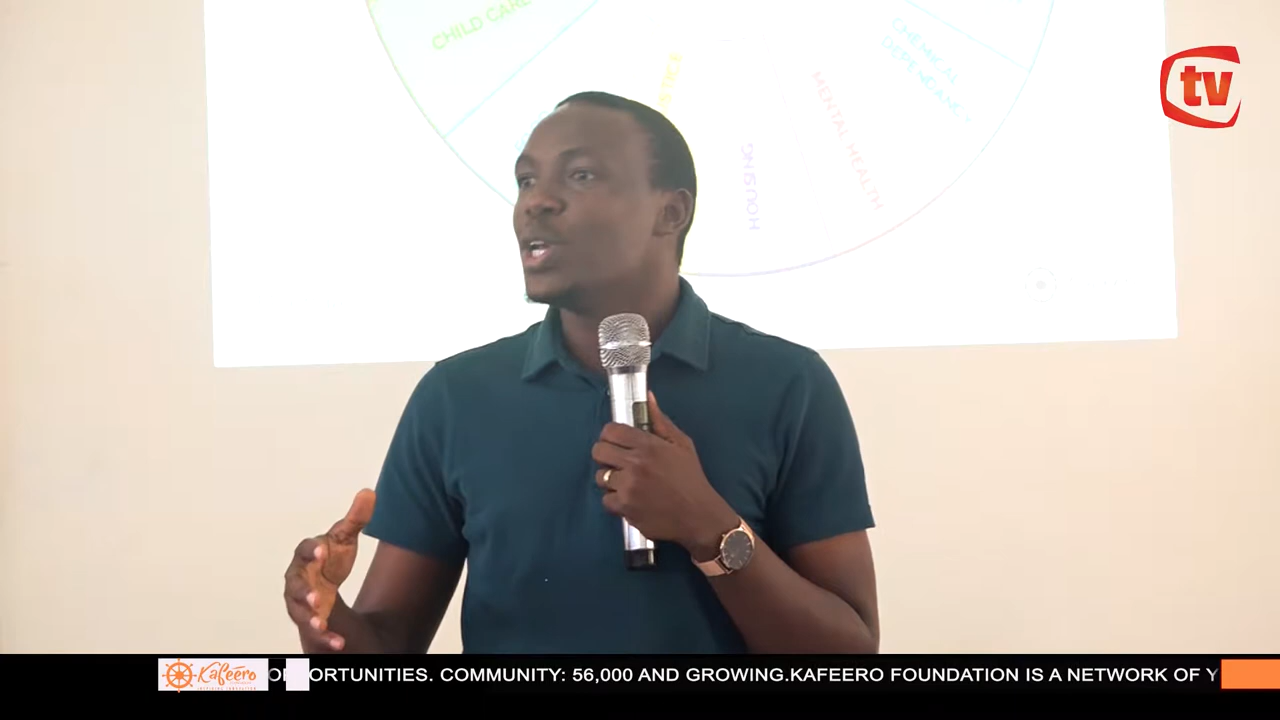 CHILD CARE
CHEMICAL
DEPENDANCY
MENTAL HEALTH
HOUSING
tv
Kafeero
ORTUNITIES. COMMUNITY: 56,000 AND GROWING.KAFEERO FOUNDATION IS A NETWORK OF Y